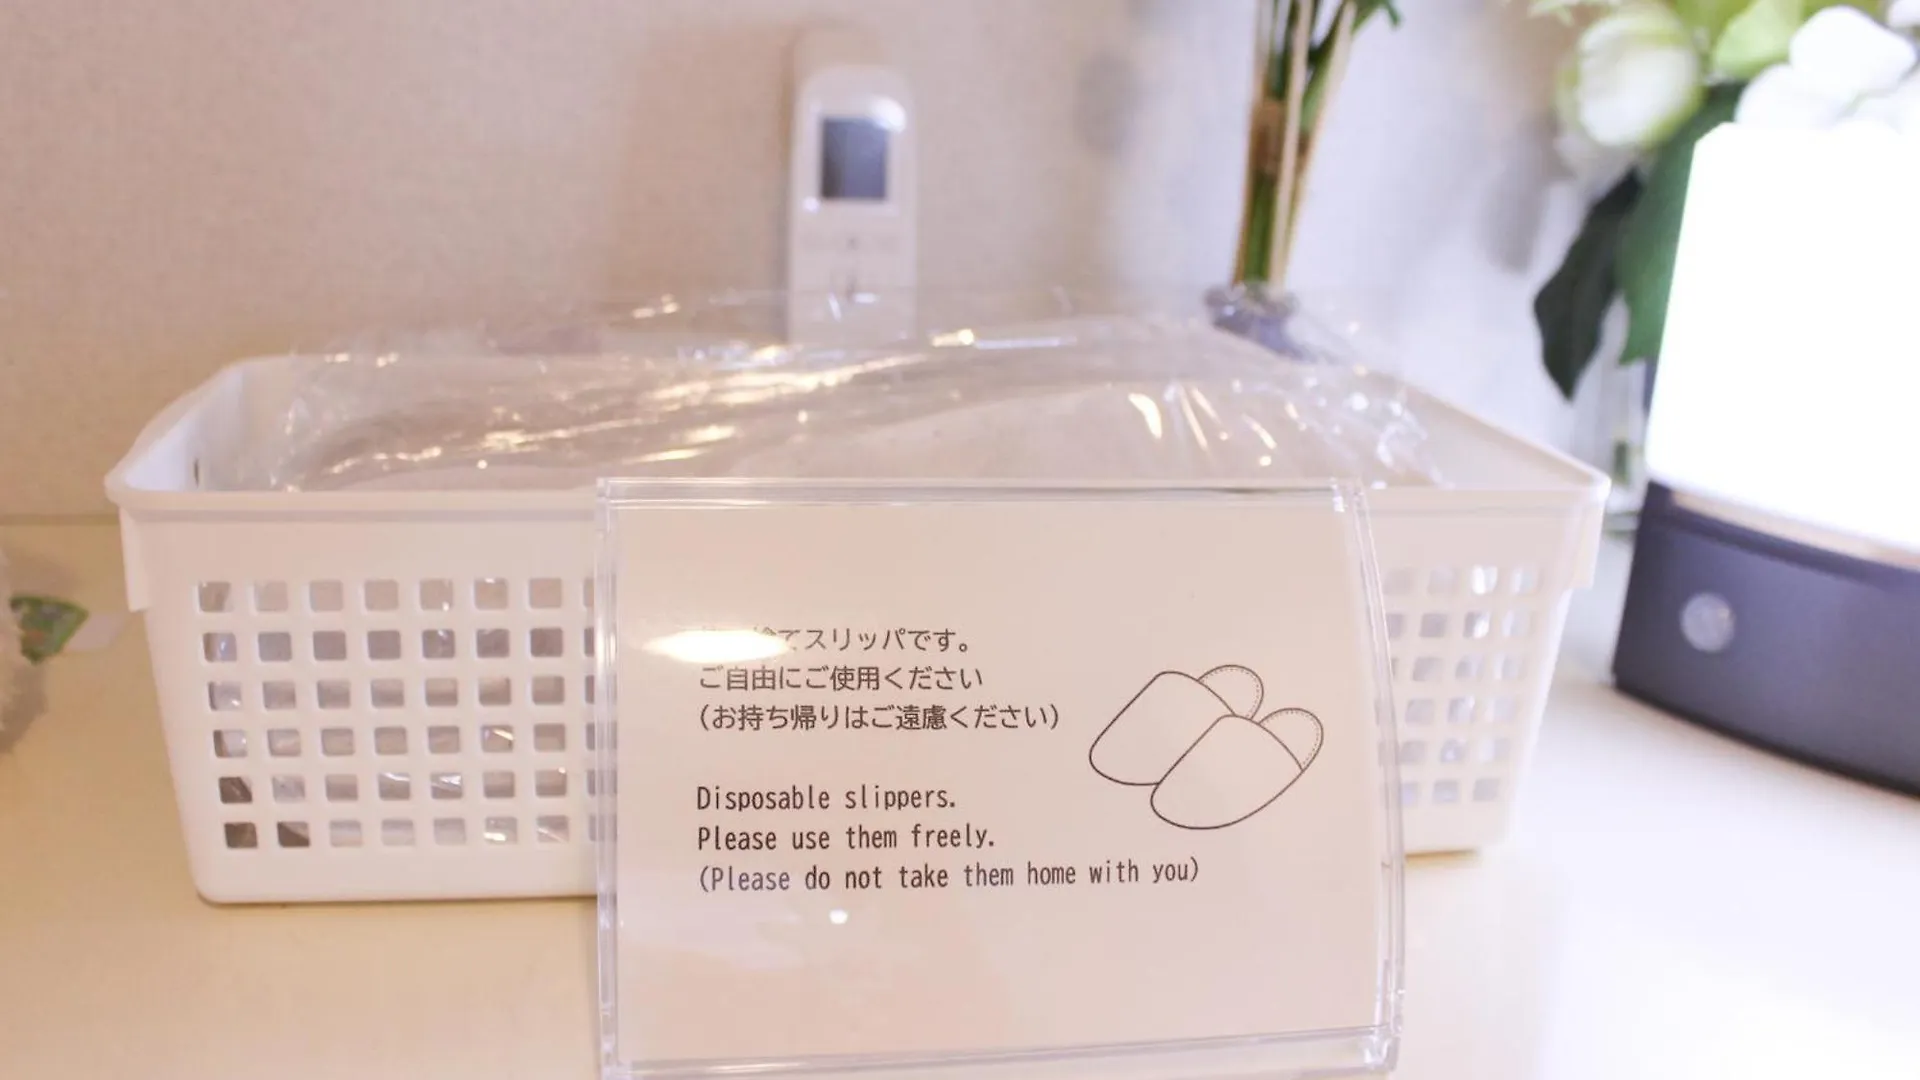 捨てスリッパです。
ご自由にご使用ください
（お持ち帰りはご遠慮ください）
Disposable slippers.
Please use them freely.
(Please do not take them home with you)